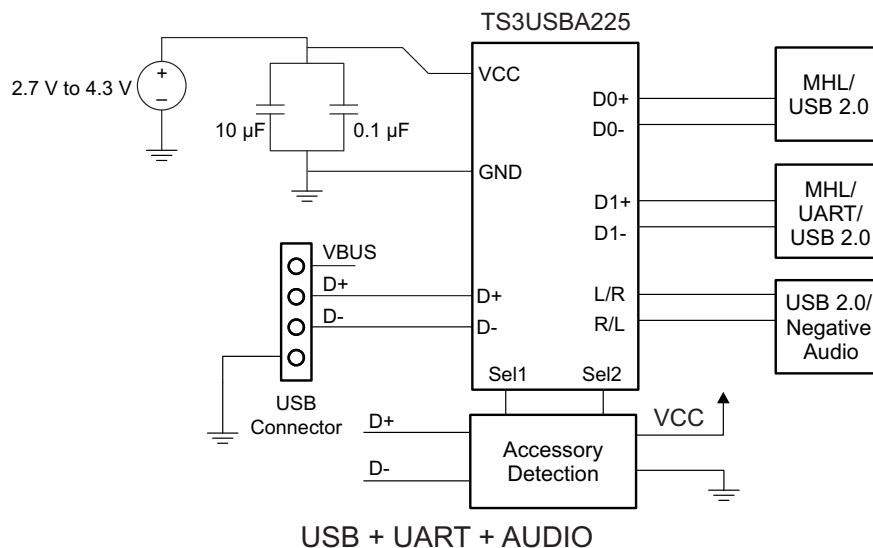 TS3USBA225
2.7 V to 4.3 V
+
–
10 µF
0.1 µF
VCC
GND
D0+
D0-
MHL/
USB 2.0
D1+
D1-
MHL/
UART/
USB 2.0
VBUS
D+
D-
D+
D-
L/R
R/L
USB 2.0/
Negative
Audio
USB
Connector
Sel1
Sel2
D+
D-
Accessory
Detection
VCC
USB + UART + AUDIO